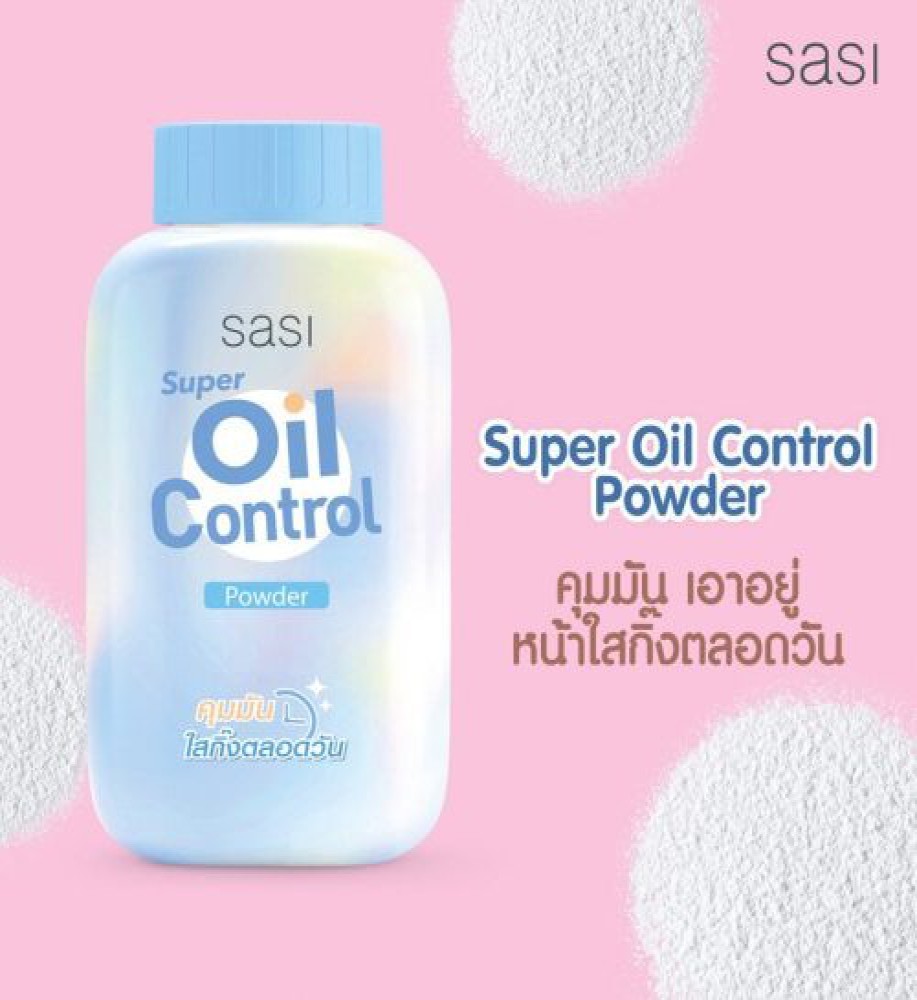 sasi
sasi
Super
Oil
Control
Powder
คุมมัน
ใสกิ๊งตลอดวัน
Super Oil Control
Powder
คุมมัน เอาอยู่
หน้าใสกิ๊งตลอดวัน